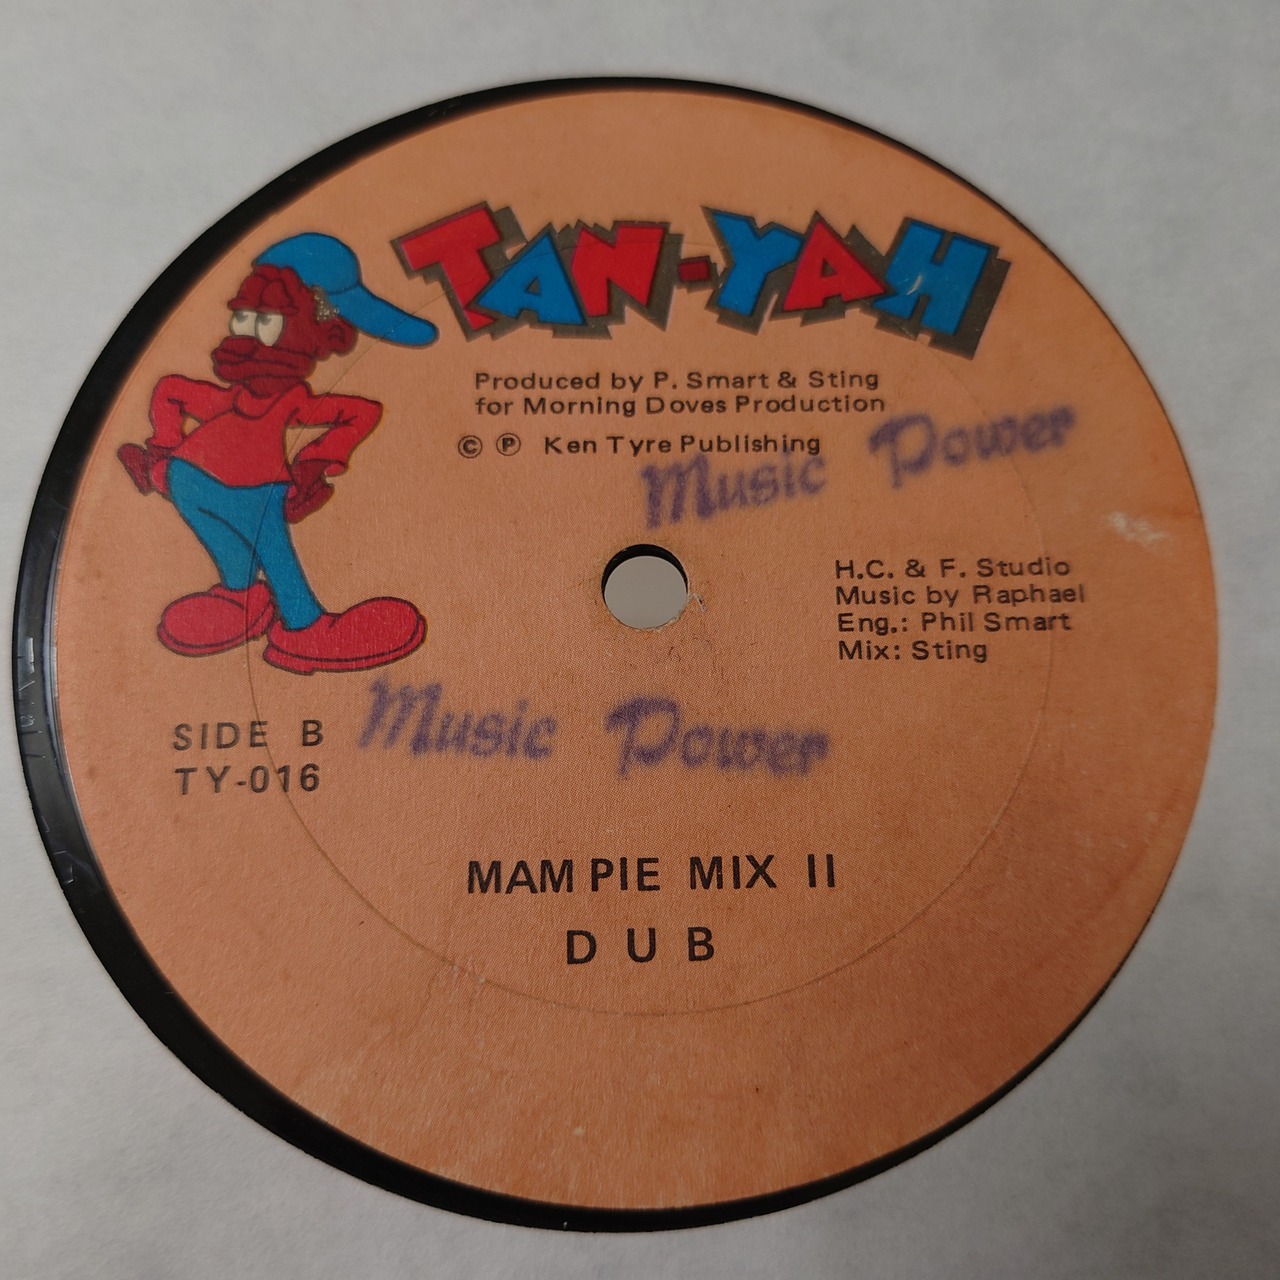 TAN-YAH
Produced by P. Smart & Sting
for Morning Doves Production
© ℗ Ken Tyre Publishing
Music Power
H.C. & F. Studio
Music by Raphael
Eng.: Phil Smart
Mix: Sting
Music Power
SIDE B
TY-016
MAM PIE MIX II
DUB